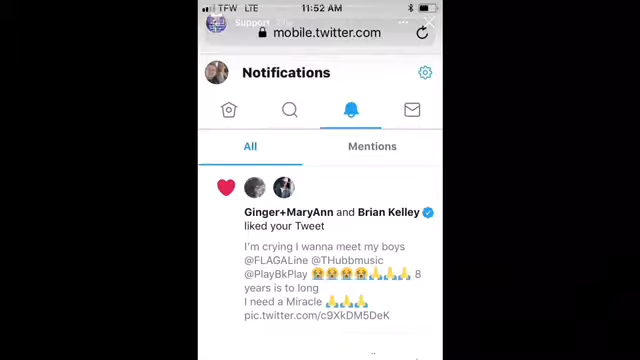 TFW LTE 11:52 AM
Support
mobile.twitter.com
Notifications
All Mentions
Ginger+MaryAnn and Brian Kelley
liked your Tweet
I'm crying I wanna meet my boys
@FLAGALine @THubbmusic
@PlayBkPlay 😭😭😭😭🙏🙏🙏 8
years is to long
I need a Miracle 🙏🙏🙏
pic.twitter.com/c9XkDM5DeK